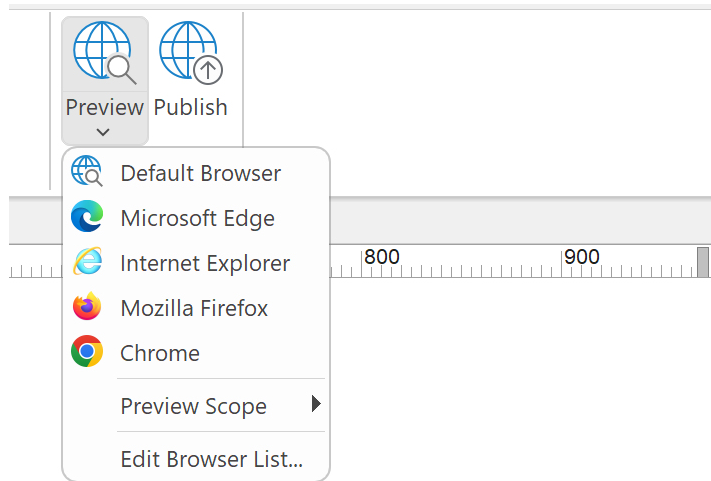 Preview Publish
Default Browser
Microsoft Edge
800 900
Internet Explorer
Mozilla Firefox
Chrome
Preview Scope
Edit Browser List...